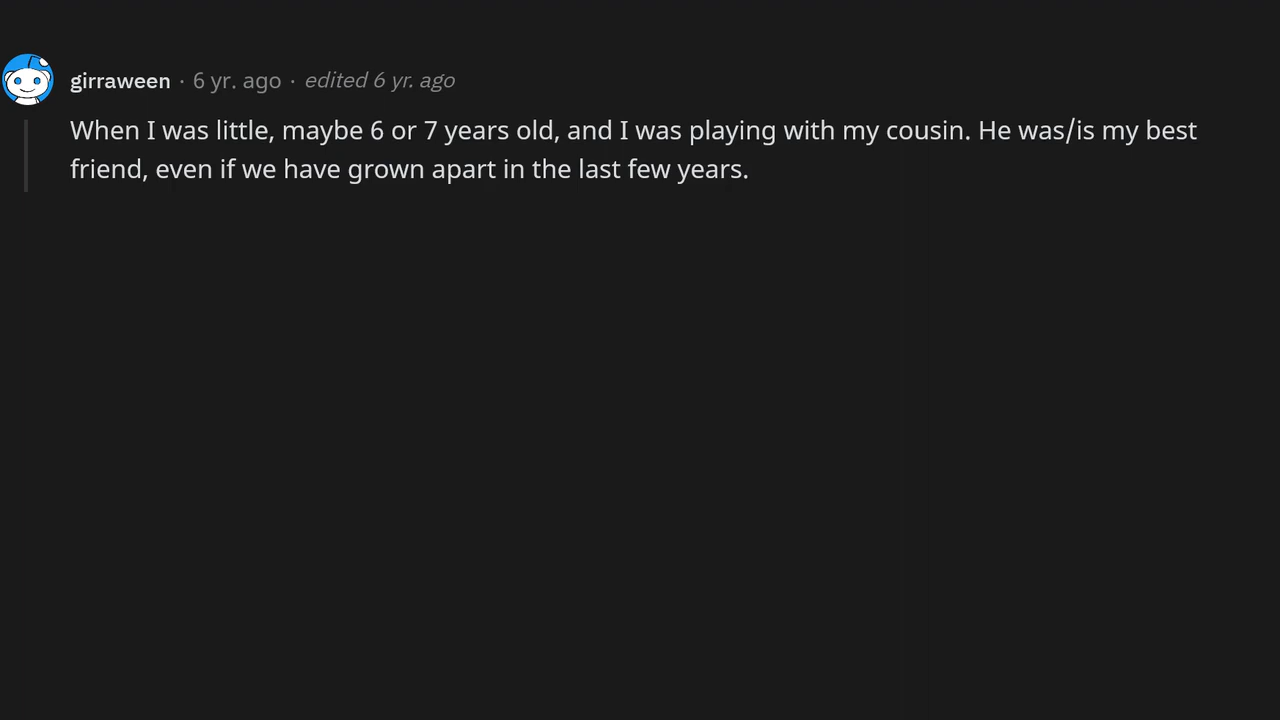 girraween · 6 yr. ago · edited 6 yr. ago
When I was little, maybe 6 or 7 years old, and I was playing with my cousin. He was/is my best
friend, even if we have grown apart in the last few years.